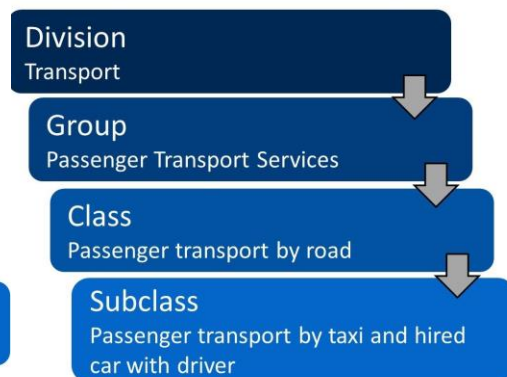 Division
Transport
Group
Passenger Transport Services
Class
Passenger transport by road
Subclass
Passenger transport by taxi and hired
car with driver